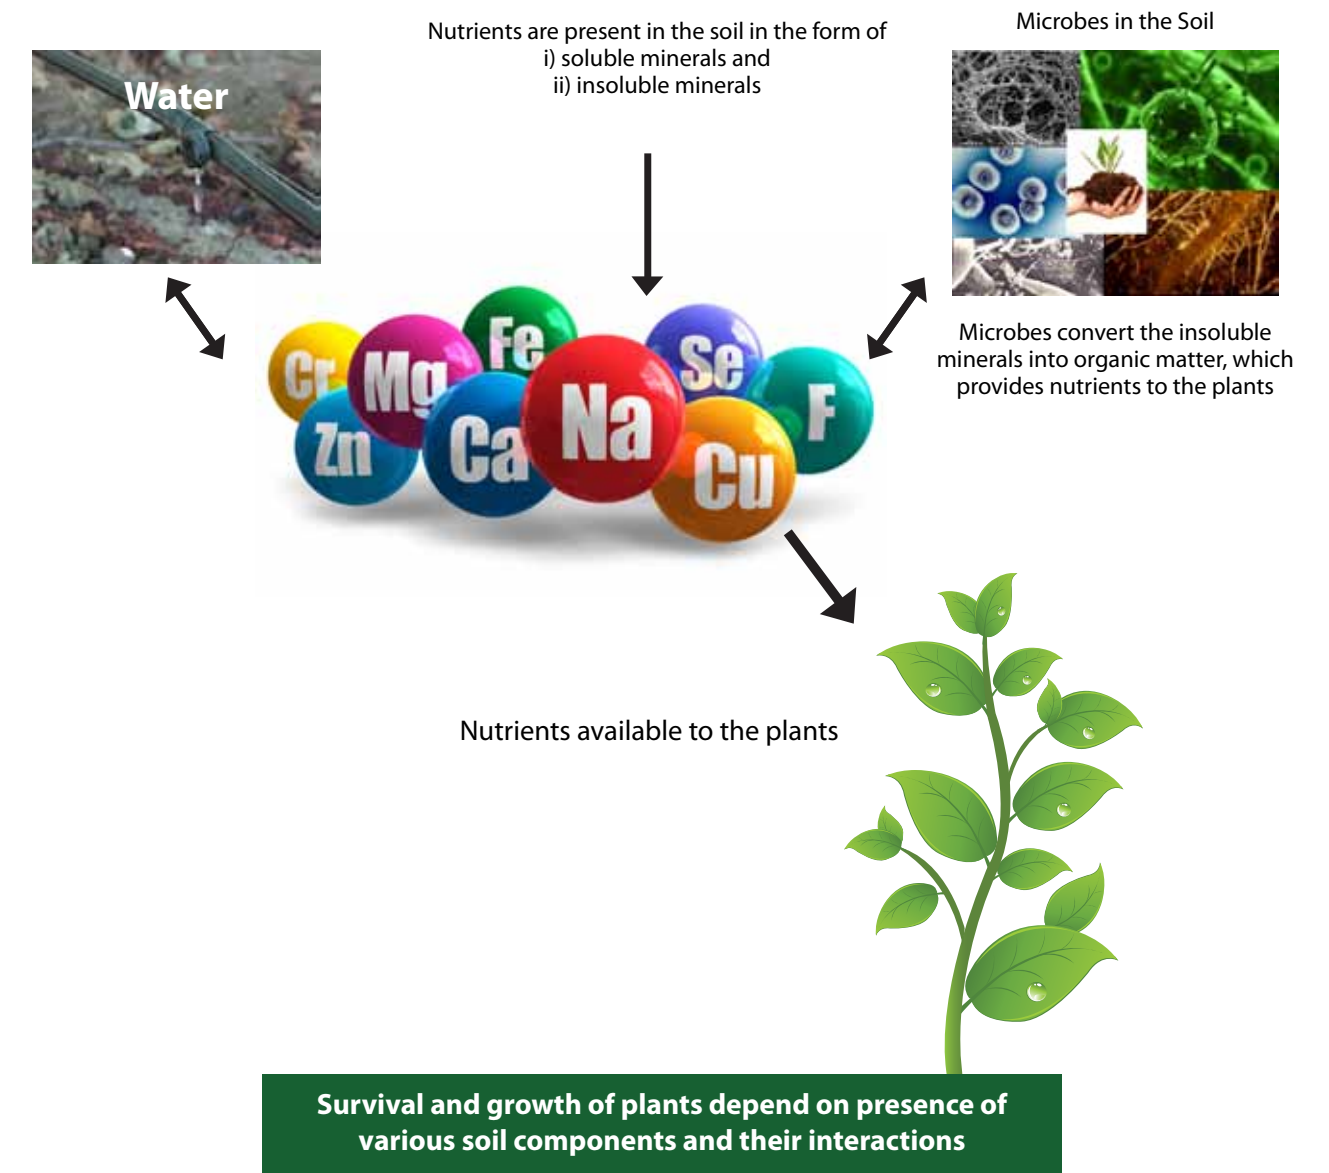 Nutrients are present in the soil in the form of
i) soluble minerals and
ii) insoluble minerals
Microbes in the Soil
Water
Microbes convert the insoluble
minerals into organic matter, which
provides nutrients to the plants
Cr
Mg
Fe
Se
F
Zn
Ca
Na
Cu
Nutrients available to the plants
Survival and growth of plants depend on presence of
various soil components and their interactions